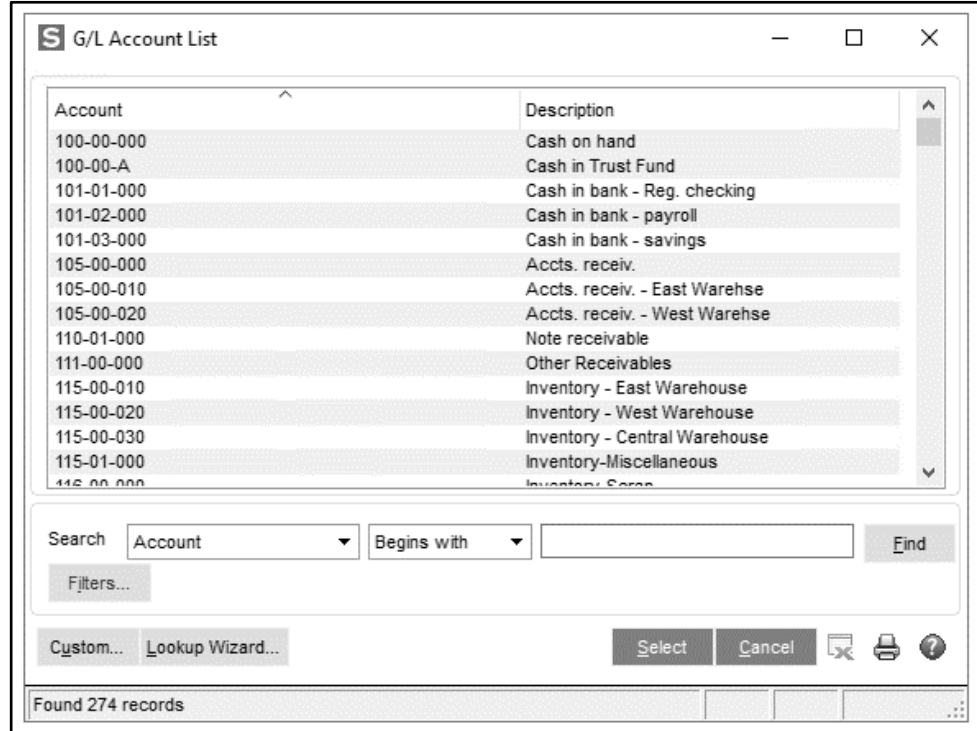 S G/L Account List
Account Description
100-00-000 Cash on hand
100-00-A Cash in Trust Fund
101-01-000 Cash in bank - Reg. checking
101-02-000 Cash in bank - payroll
101-03-000 Cash in bank - savings
105-00-000 Accts. receiv.
105-00-010 Accts. receiv. - East Warehse
105-00-020 Accts. receiv. - West Warehse
110-01-000 Note receivable
111-00-000 Other Receivables
115-00-010 Inventory - East Warehouse
115-00-020 Inventory - West Warehouse
115-00-030 Inventory - Central Warehouse
115-01-000 Inventory-Miscellaneous
116-00-000 Inventory-Scrap
Search Account Begins with Find
Filters...
Custom... Lookup Wizard... Select Cancel ?
Found 274 records